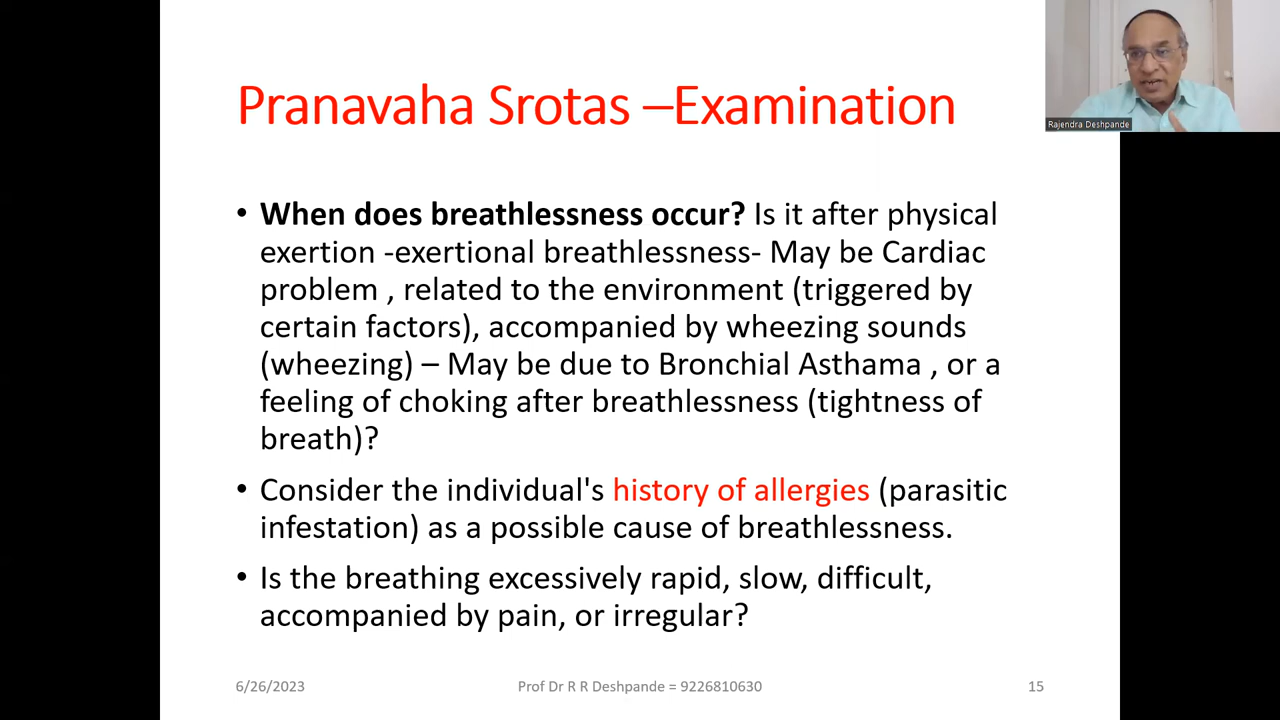 Pranavaha Srotas –Examination
Rajendra Deshpande
• When does breathlessness occur? Is it after physical
exertion -exertional breathlessness- May be Cardiac
problem , related to the environment (triggered by
certain factors), accompanied by wheezing sounds
(wheezing) – May be due to Bronchial Asthama , or a
feeling of choking after breathlessness (tightness of
breath)?
• Consider the individual's history of allergies (parasitic
infestation) as a possible cause of breathlessness.
• Is the breathing excessively rapid, slow, difficult,
accompanied by pain, or irregular?
6/26/2023
Prof Dr R R Deshpande = 9226810630
15